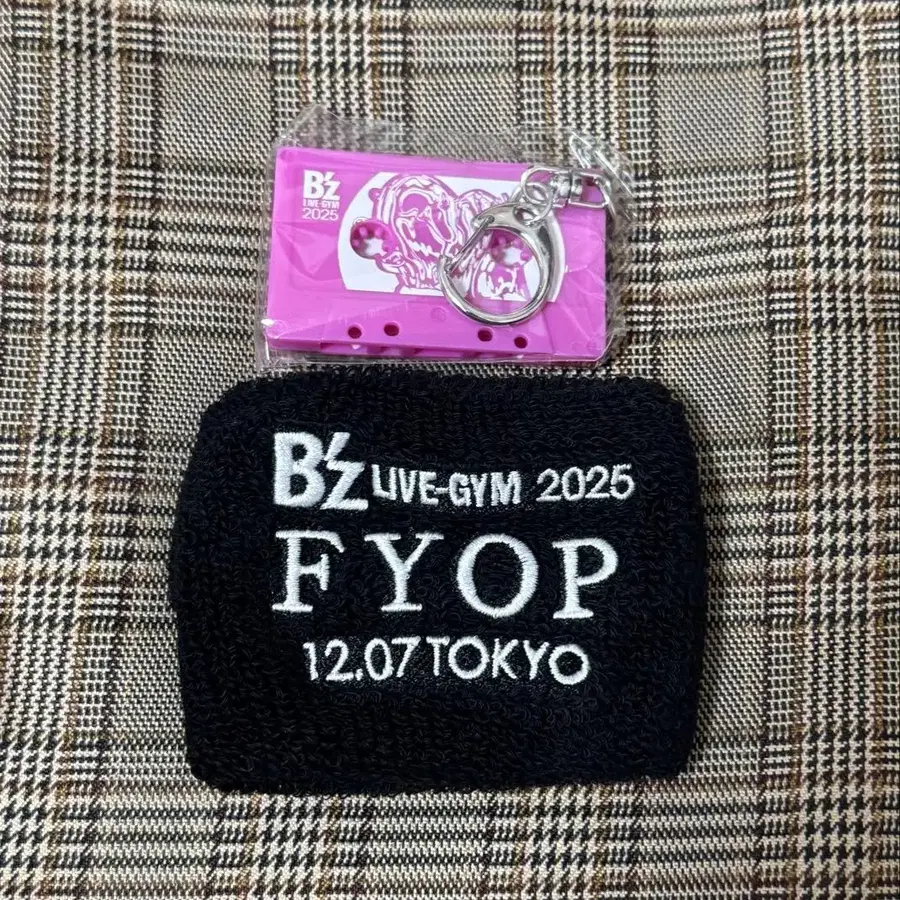 B'z
LIVE-GYM
2025
B'z LIVE-GYM 2025
FYOP
12.07 TOKYO